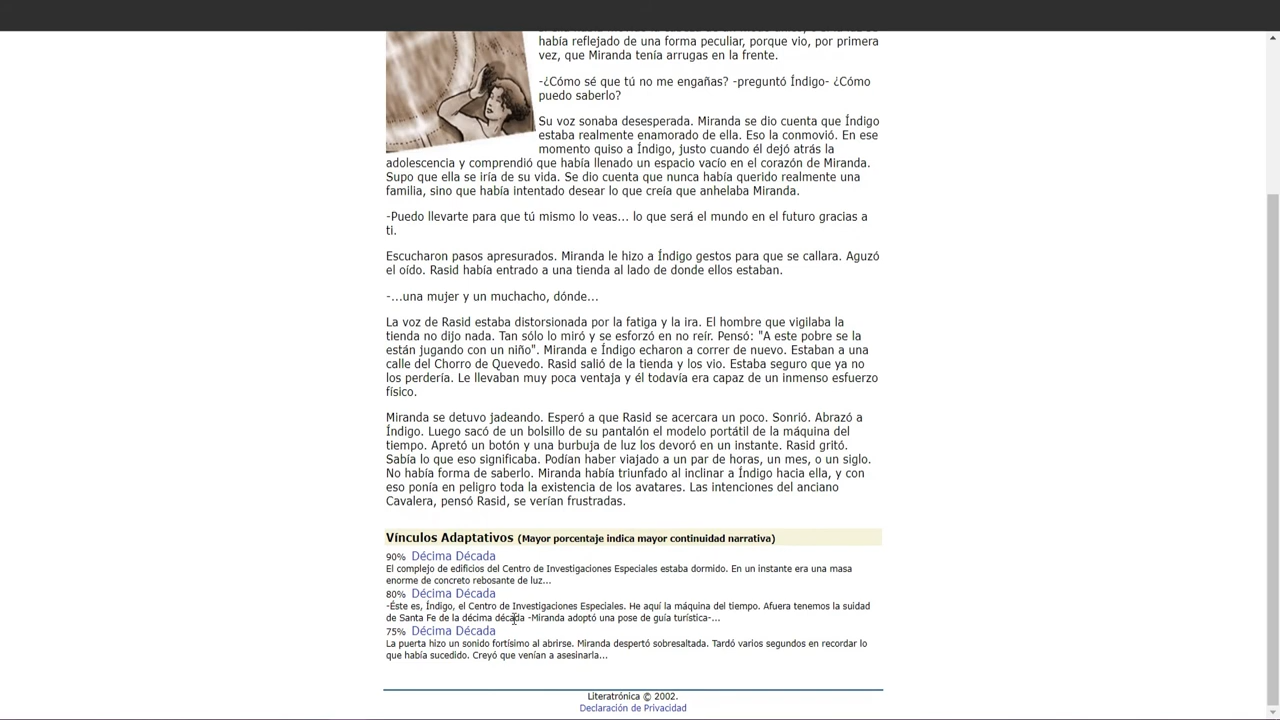 había reflejado de una forma peculiar, porque vio, por primera
vez, que Miranda tenía arrugas en la frente.
-¿Cómo sé que tú no me engañas? -preguntó Índigo- ¿Cómo
puedo saberlo?
Su voz sonaba desesperada. Miranda se dio cuenta que Índigo
estaba realmente enamorado de ella. Eso la conmovió. En ese
momento quiso a Índigo, justo cuando él dejó atrás la
adolescencia y comprendió que había llenado un espacio vacío en el corazón de Miranda.
Supo que ella se iría de su vida. Se dio cuenta que nunca había querido realmente una
familia, sino que había intentado desear lo que creía que anhelaba Miranda.
-Puedo llevarte para que tú mismo lo veas... lo que será el mundo en el futuro gracias a
ti.
Escucharon pasos apresurados. Miranda le hizo a Índigo gestos para que se callara. Aguzó
el oído. Rasid había entrado a una tienda al lado de donde ellos estaban.
-...una mujer y un muchacho, dónde...
La voz de Rasid estaba distorsionada por la fatiga y la ira. El hombre que vigilaba la
tienda no dijo nada. Tan sólo lo miró y se esforzó en no reír. Pensó: "A este pobre se la
están jugando con un niño". Miranda e Índigo echaron a correr de nuevo. Estaban a una
calle del Chorro de Quevedo. Rasid salió de la tienda y los vio. Estaba seguro que ya no
los perdería. Le llevaban muy poca ventaja y él todavía era capaz de un inmenso esfuerzo
físico.
Miranda se detuvo jadeando. Esperó a que Rasid se acercara un poco. Sonrió. Abrazó a
Índigo. Luego sacó de un bolsillo de su pantalón el modelo portátil de la máquina del
tiempo. Apretó un botón y una burbuja de luz los devoró en un instante. Rasid gritó.
Sabía lo que eso significaba. Podían haber viajado a un par de horas, un mes, o un siglo.
No había forma de saberlo. Miranda había triunfado al inclinar a Índigo hacia ella, y con
eso ponía en peligro toda la existencia de los avatares. Las intenciones del anciano
Cavalera, pensó Rasid, se verían frustradas.
Vínculos Adaptativos (Mayor porcentaje indica mayor continuidad narrativa)
90% Décima Década
El complejo de edificios del Centro de Investigaciones Especiales estaba dormido. En un instante era una masa
enorme de concreto rebosante de luz...
80% Décima Década
-Éste es, Índigo, el Centro de Investigaciones Especiales. He aquí la máquina del tiempo. Afuera tenemos la suidad
de Santa Fe de la décima década -Miranda adoptó una pose de guía turística-...
75% Décima Década
La puerta hizo un sonido fortísimo al abrirse. Miranda despertó sobresaltada. Tardó varios segundos en recordar lo
que había sucedido. Creyó que venían a asesinarla...
Literatrónica © 2002.
Declaración de Privacidad